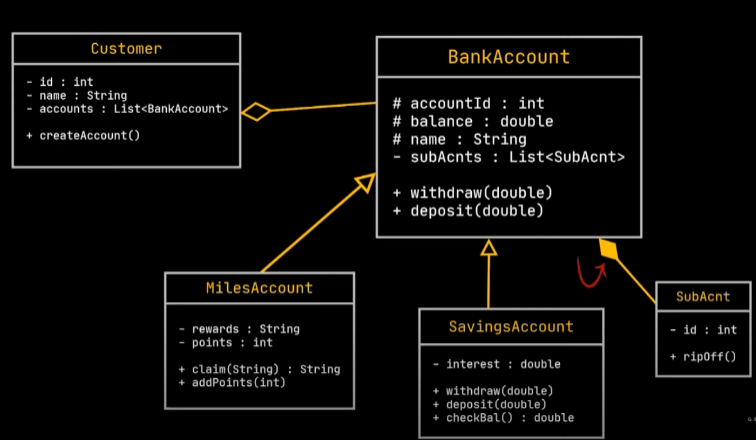 Customer
- id : int
- name : String
- accounts : List<BankAccount>
+ createAccount()
BankAccount
# accountId : int
# balance : double
# name : String
- subAcnts : List<SubAcnt>
+ withdraw(double)
+ deposit(double)
MilesAccount
- rewards : String
- points : int
+ claim(String) : String
+ addPoints(int)
SavingsAccount
- interest : double
+ withdraw(double)
+ deposit(double)
+ checkBal() : double
SubAcnt
- id : int
+ ripOff()